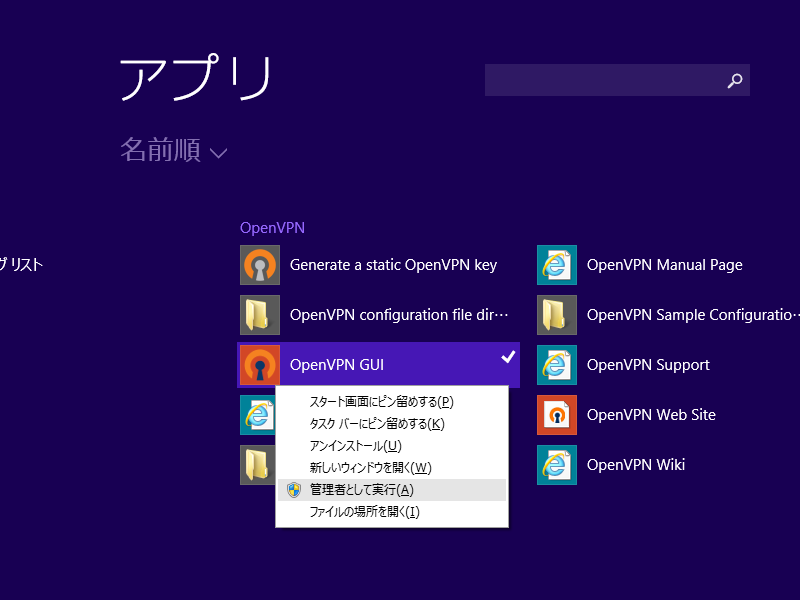 アプリ
名前順
OpenVPN
グ リスト
Generate a static OpenVPN key
OpenVPN configuration file dir…
OpenVPN GUI
スタート画面にピン留めする(P)
タスク バーにピン留めする(K)
アンインストール(U)
新しいウィンドウを開く(W)
管理者として実行(A)
ファイルの場所を開く(I)
OpenVPN Manual Page
OpenVPN Sample Configuratio…
OpenVPN Support
OpenVPN Web Site
OpenVPN Wiki